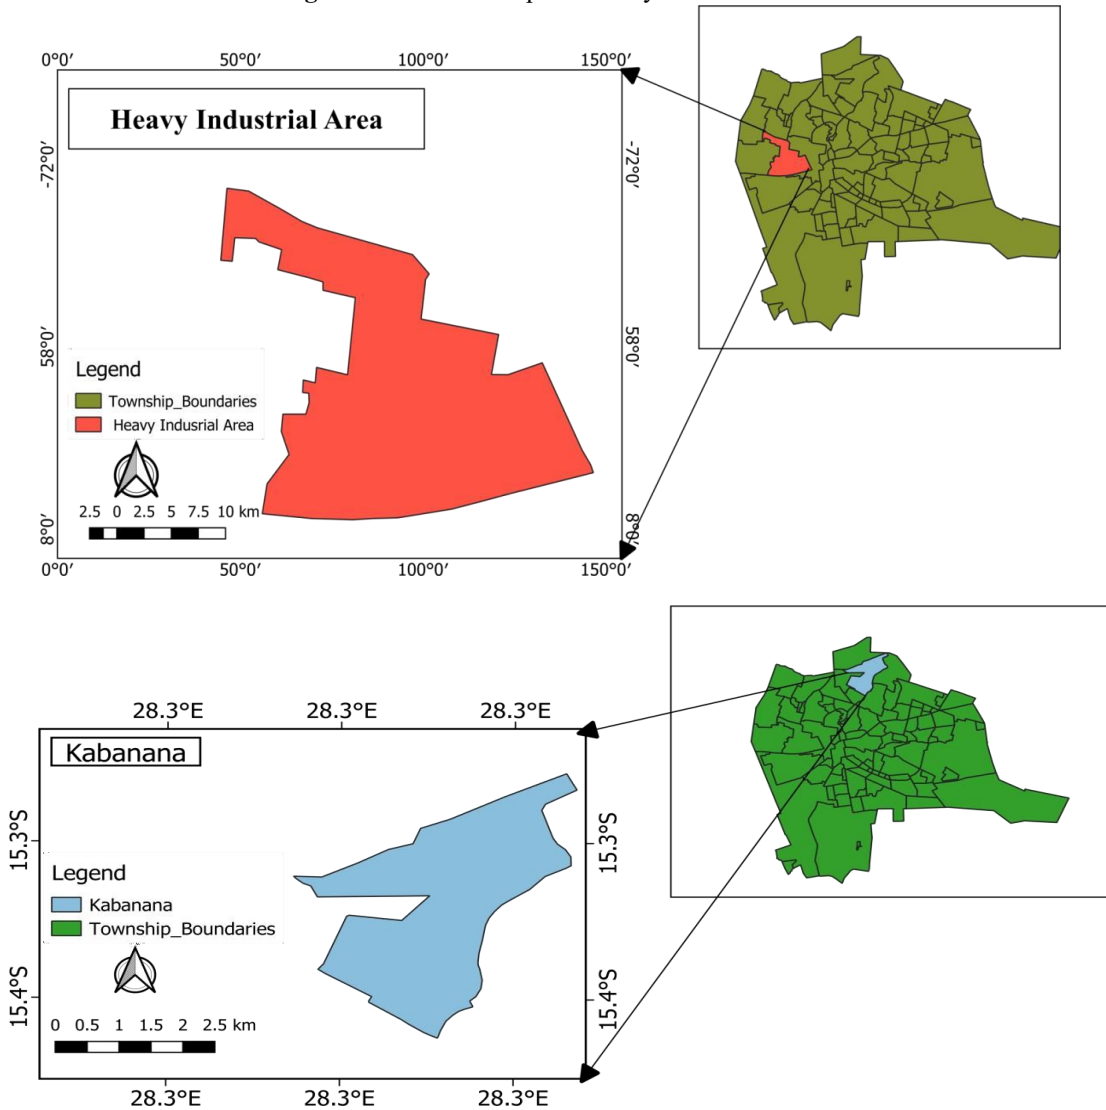 0°0′ 50°0′ 100°0′ 150°0′
Heavy Industrial Area
-72°0′ -72°0′
58°0′ 58°0′
Legend
Township_Boundaries
Heavy Indusrial Area
2.5 0 2.5 5 7.5 10 km
8°0′ 8°0′
0°0′ 50°0′ 100°0′ 150°0′
28.3°E 28.3°E 28.3°E
Kabanana
15.3°S 15.3°S
Legend
Kabanana
Township_Boundaries
15.4°S 15.4°S
0 0.5 1 1.5 2 2.5 km
28.3°E 28.3°E 28.3°E